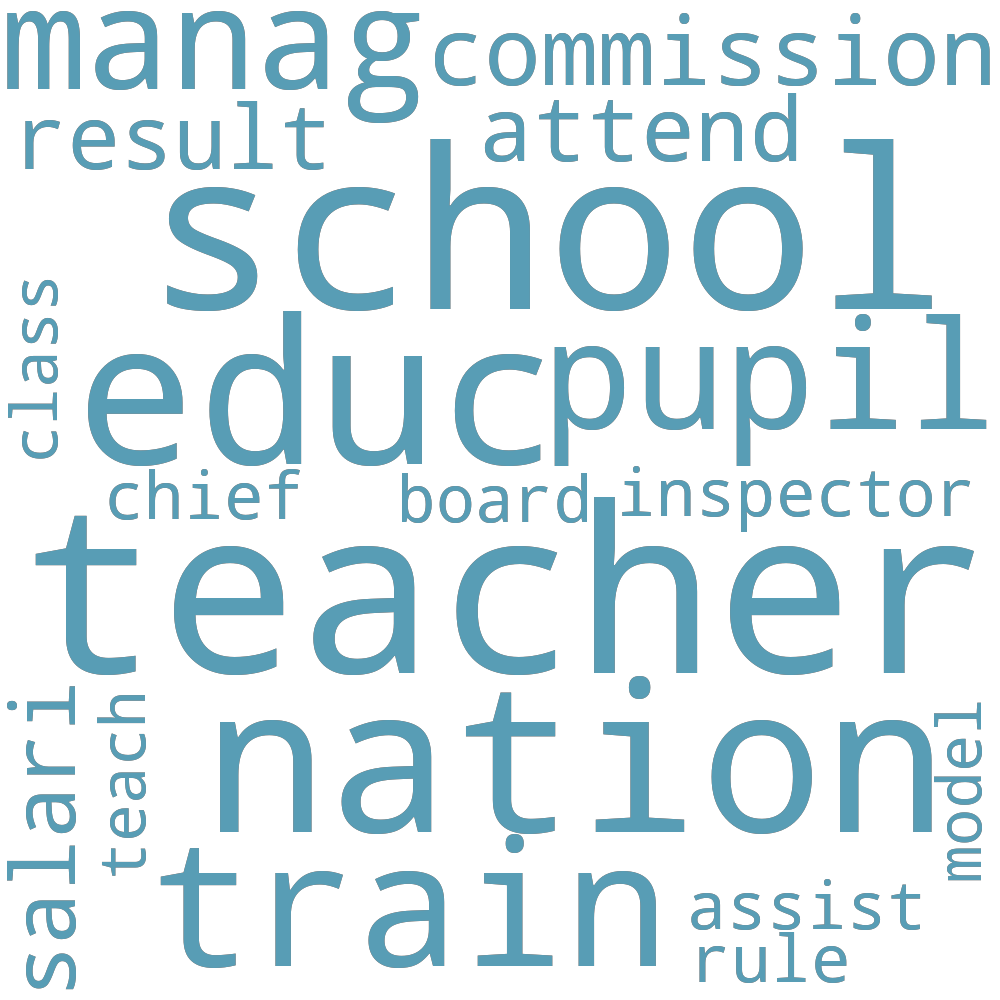 manag commission
result attend
school
class
educ pupil
chief board inspector
teacher
salari teach nation model
train
assist
rule